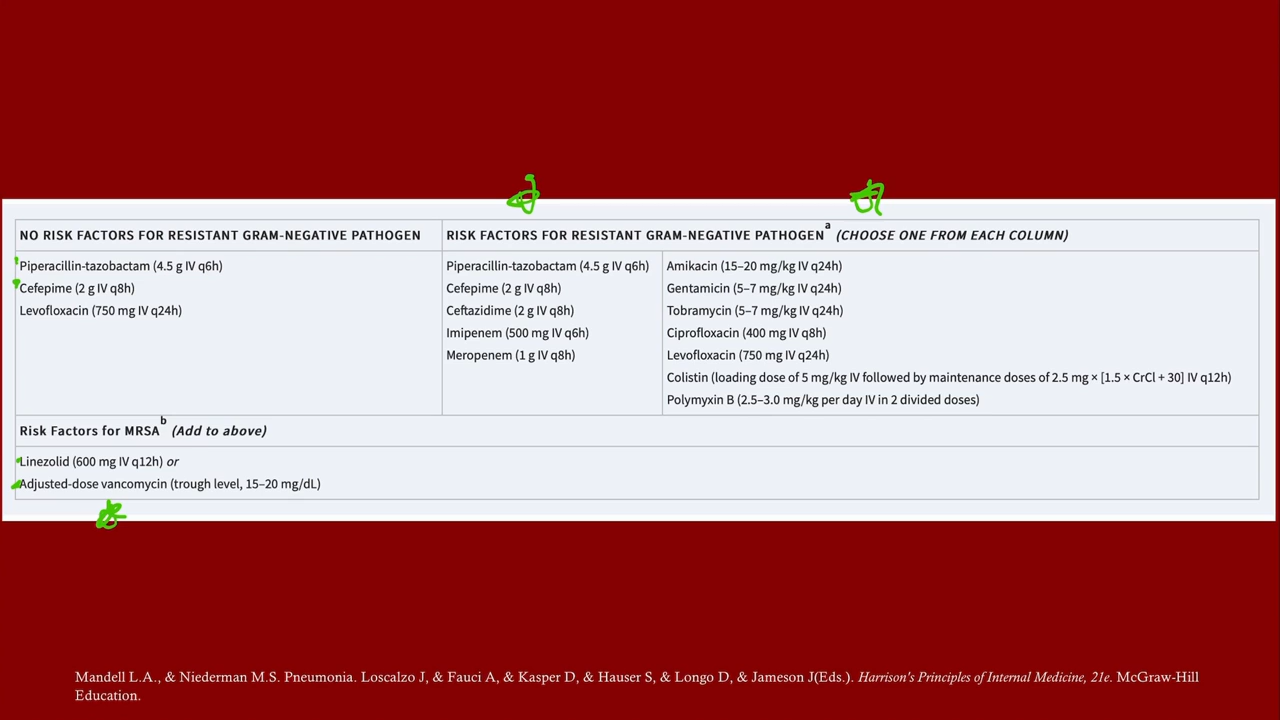 NO RISK FACTORS FOR RESISTANT GRAM-NEGATIVE PATHOGEN
RISK FACTORS FOR RESISTANT GRAM-NEGATIVE PATHOGENa (CHOOSE ONE FROM EACH COLUMN)
Piperacillin-tazobactam (4.5 g IV q6h)
Cefepime (2 g IV q8h)
Levofloxacin (750 mg IV q24h)
Piperacillin-tazobactam (4.5 g IV q6h)
Cefepime (2 g IV q8h)
Ceftazidime (2 g IV q8h)
Imipenem (500 mg IV q6h)
Meropenem (1 g IV q8h)
Amikacin (15–20 mg/kg IV q24h)
Gentamicin (5–7 mg/kg IV q24h)
Tobramycin (5–7 mg/kg IV q24h)
Ciprofloxacin (400 mg IV q8h)
Levofloxacin (750 mg IV q24h)
Colistin (loading dose of 5 mg/kg IV followed by maintenance doses of 2.5 mg × [1.5 × CrCl + 30] IV q12h)
Polymyxin B (2.5–3.0 mg/kg per day IV in 2 divided doses)
Risk Factors for MRSAb (Add to above)
Linezolid (600 mg IV q12h) or
Adjusted-dose vancomycin (trough level, 15–20 mg/dL)
Mandell L.A., & Niederman M.S. Pneumonia. Loscalzo J, & Fauci A, & Kasper D, & Hauser S, & Longo D, & Jameson J(Eds.). Harrison's Principles of Internal Medicine, 21e. McGraw-Hill
Education.